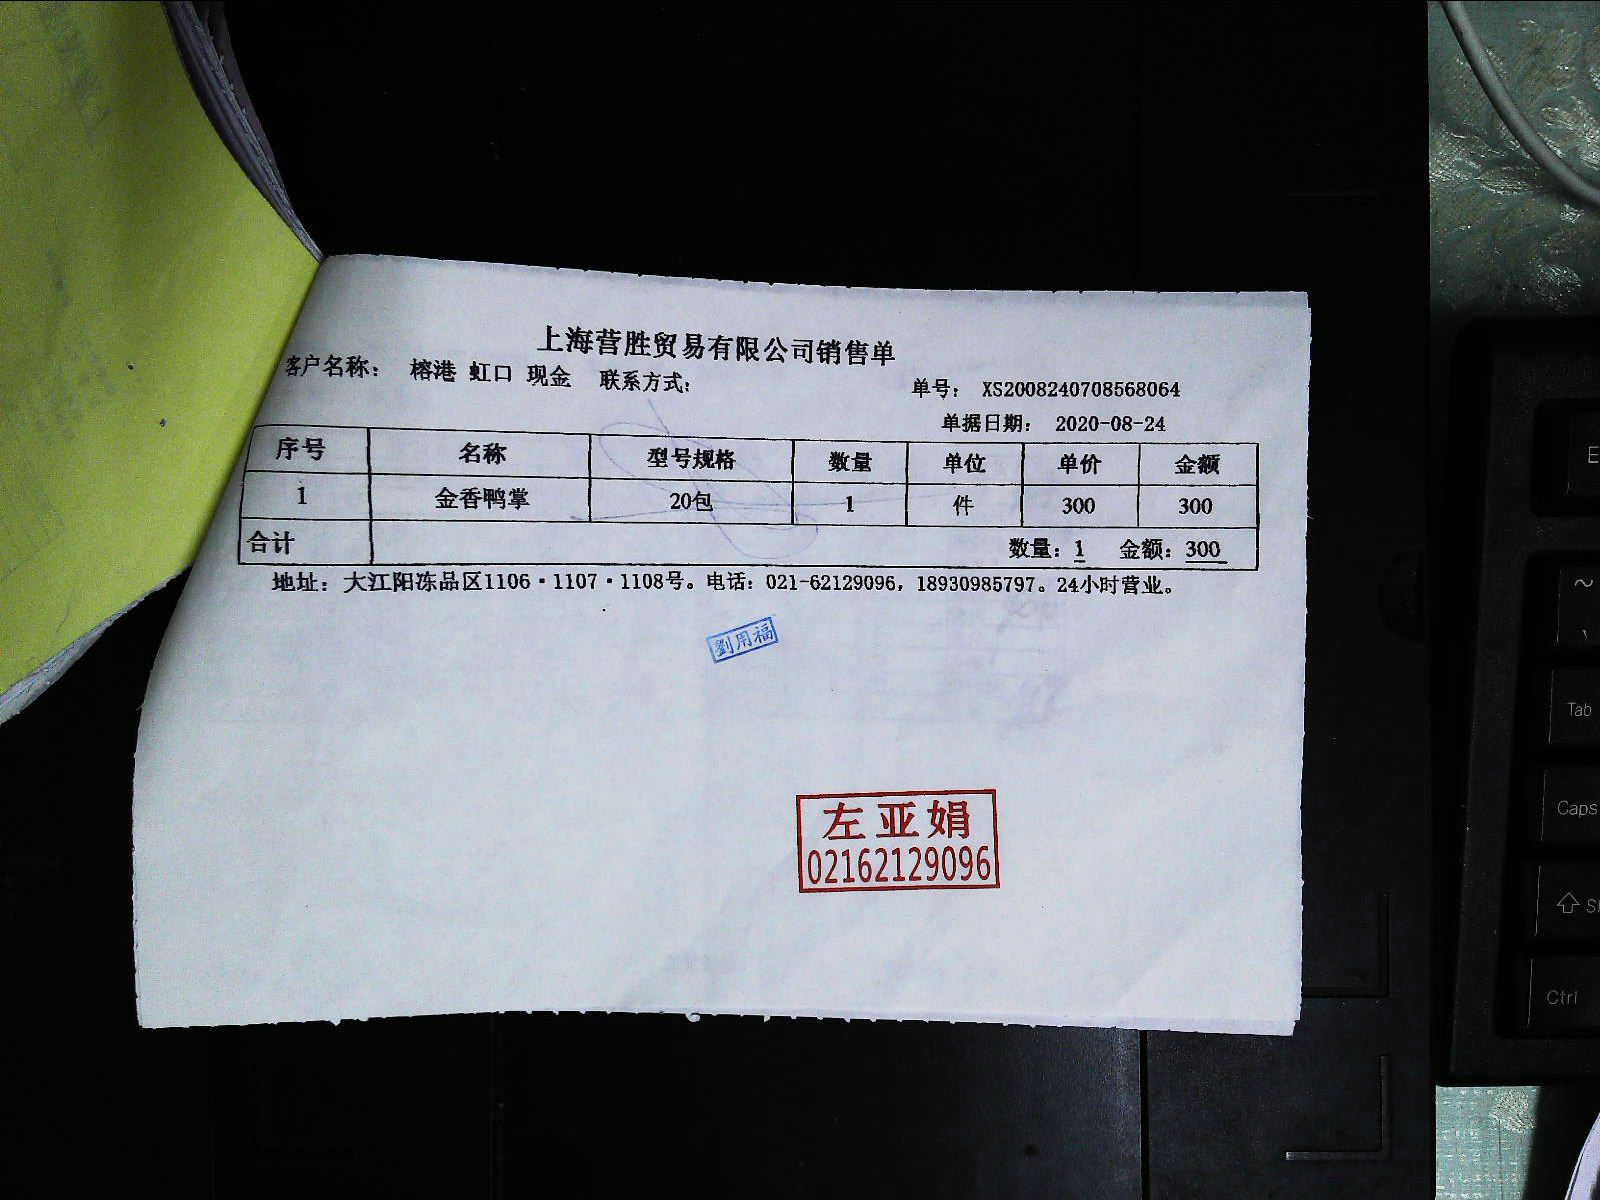 上海营胜贸易有限公司销售单
客户名称: 榕港 虹口 现金 联系方式:
单号: XS2008240708568064
单据日期: 2020-08-24
序号 名称 型号规格 数量 单位 单价 金额
1 金香鸭掌 20包 1 件 300 300
合计 数量: 1 金额: 300
地址: 大江阳冻品区1106·1107·1108号。电话: 021-62129096, 18930985797。24小时营业。
劉用福
左亚娟
02162129096
E
~
Tab
Caps
Ctrl